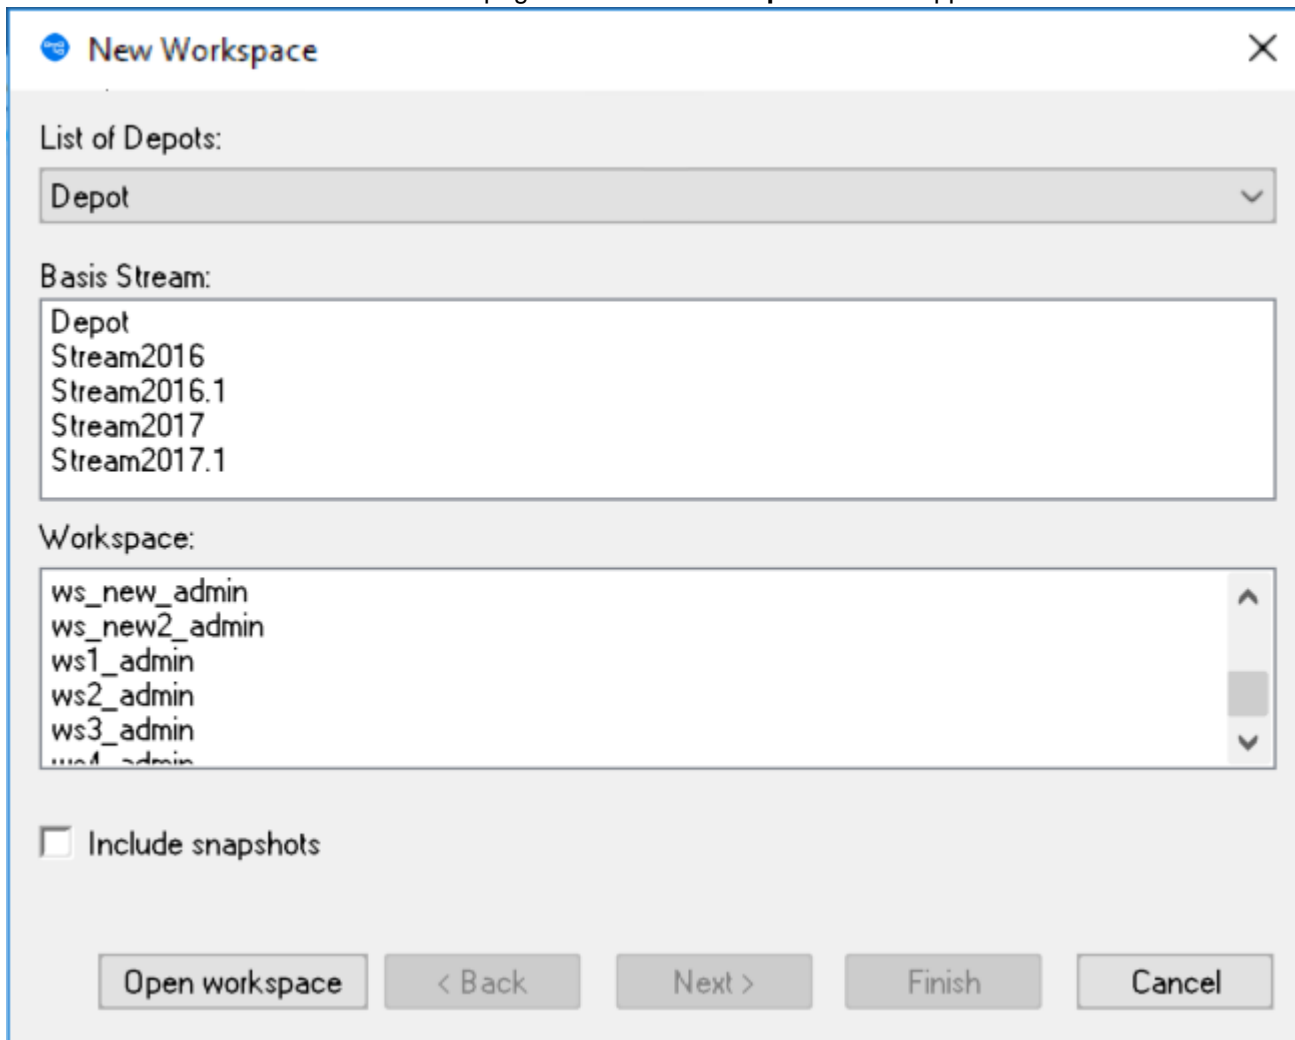 New Workspace
List of Depots:
Depot
Basis Stream:
Depot
Stream2016
Stream2016.1
Stream2017
Stream2017.1
Workspace:
ws_new_admin
ws_new2_admin
ws1_admin
ws2_admin
ws3_admin
ws4_admin
Include snapshots
Open workspace
< Back
Next >
Finish
Cancel